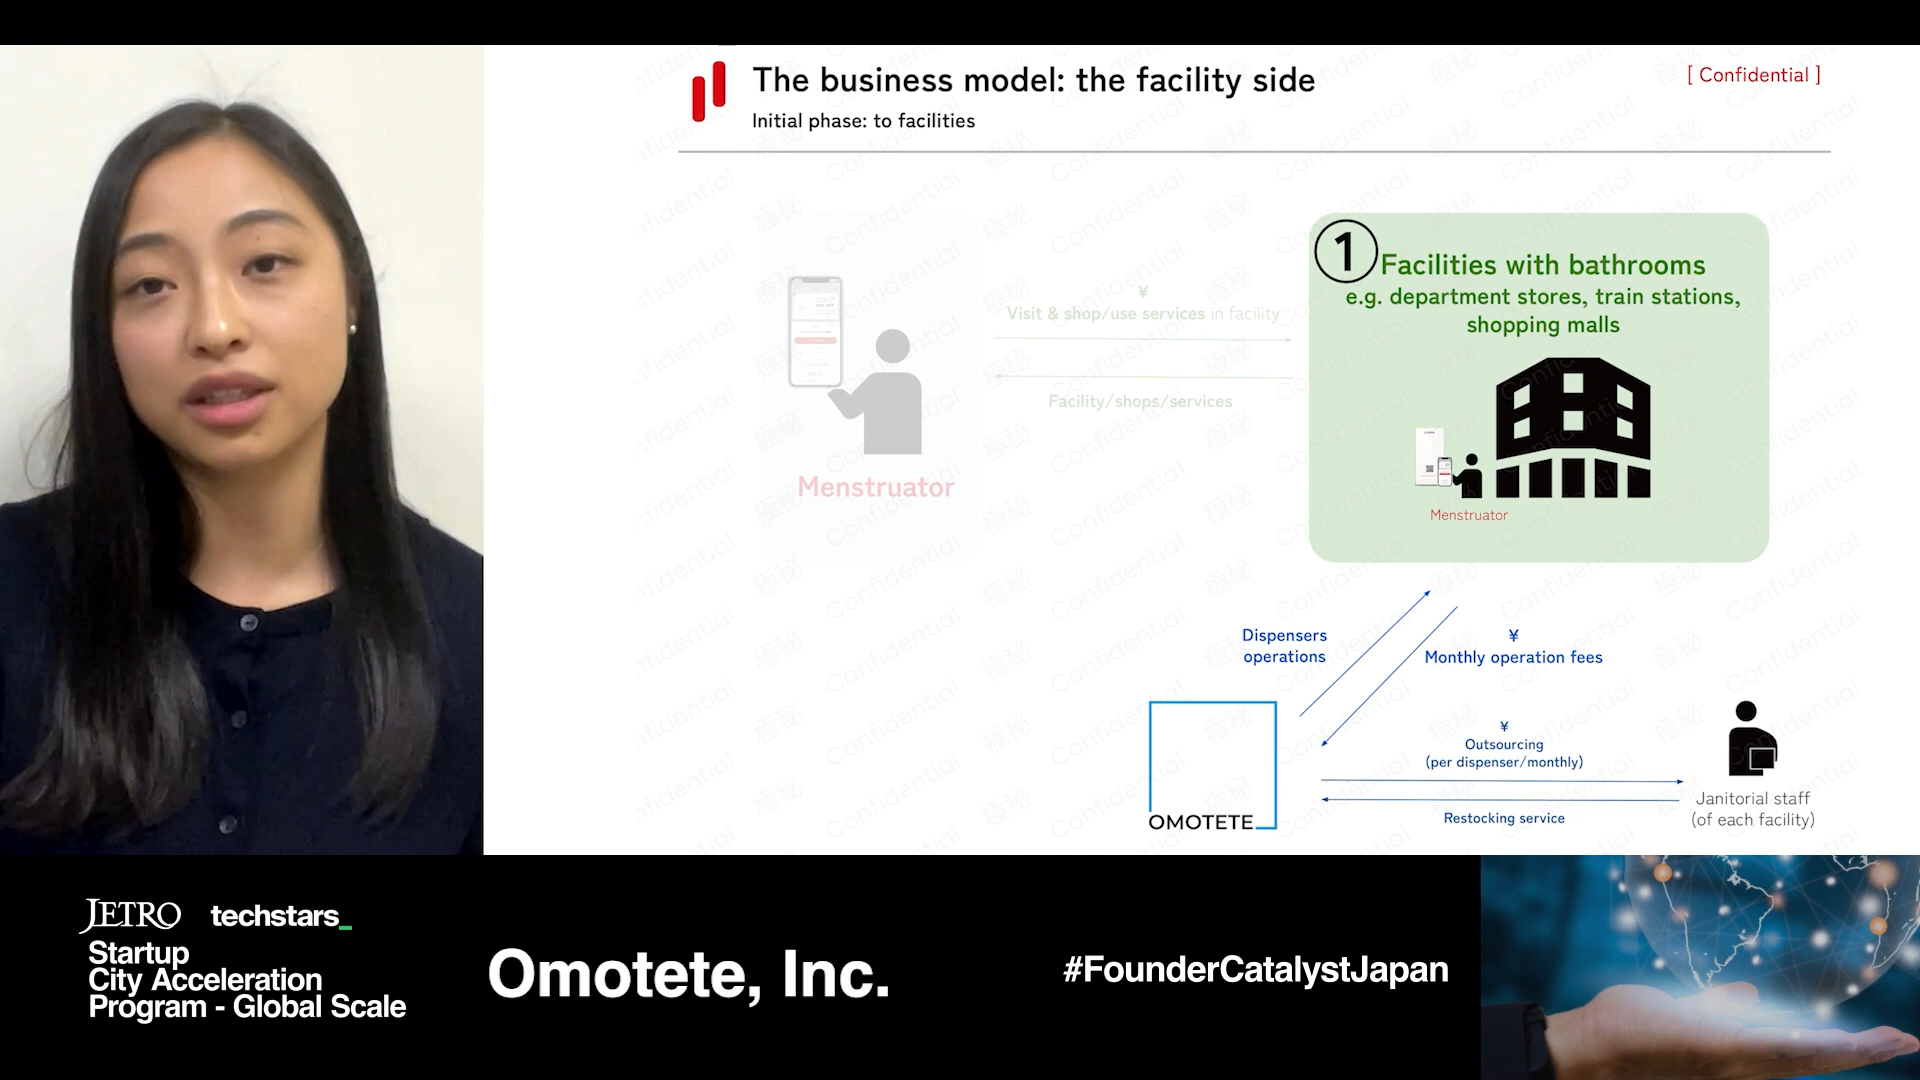 The business model: the facility side
[ Confidential ]
Initial phase: to facilities
①
Facilities with bathrooms
e.g. department stores, train stations,
shopping malls
Menstruator
¥
Visit & shop/use services in facility
Facility/shops/services
Menstruator
Dispensers
operations
¥
Monthly operation fees
¥
Outsourcing
(per dispenser/monthly)
Restocking service
OMOTETE
Janitorial staff
(of each facility)
Confidential
極秘
JETRO techstars_
Startup
City Acceleration
Program - Global Scale
Omotete, Inc.
#FounderCatalystJapan